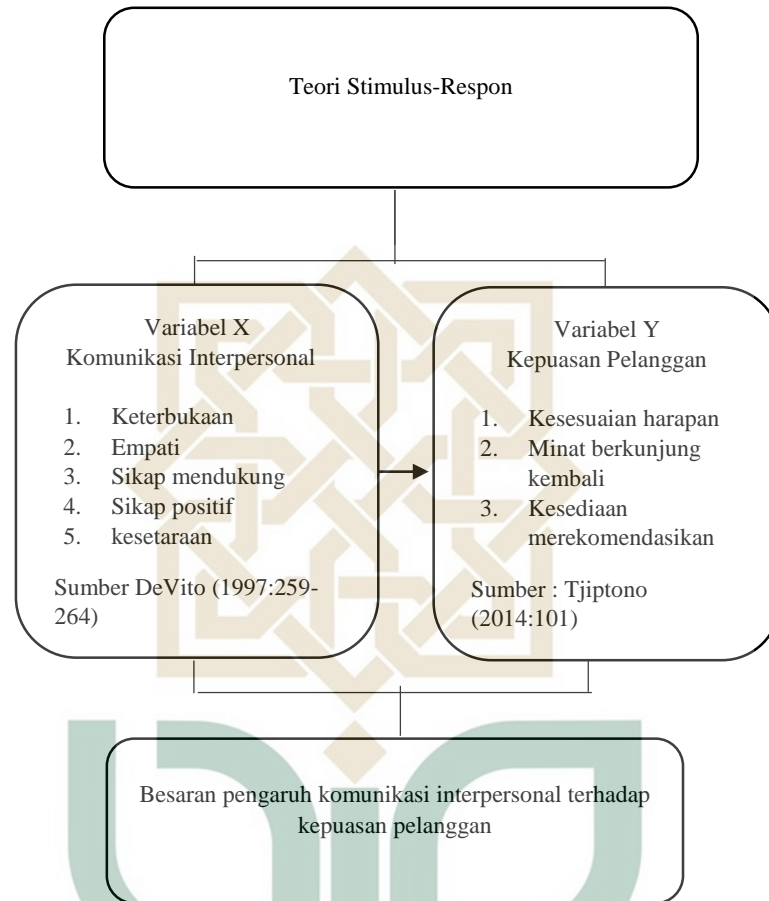 Teori Stimulus-Respon
Variabel X
Komunikasi Interpersonal
1. Keterbukaan
2. Empati
3. Sikap mendukung
4. Sikap positif
5. kesetaraan
Sumber DeVito (1997:259-
264)
Variabel Y
Kepuasan Pelanggan
1. Kesesuaian harapan
2. Minat berkunjung
kembali
3. Kesediaan
merekomendasikan
Sumber : Tjiptono
(2014:101)
Besaran pengaruh komunikasi interpersonal terhadap
kepuasan pelanggan